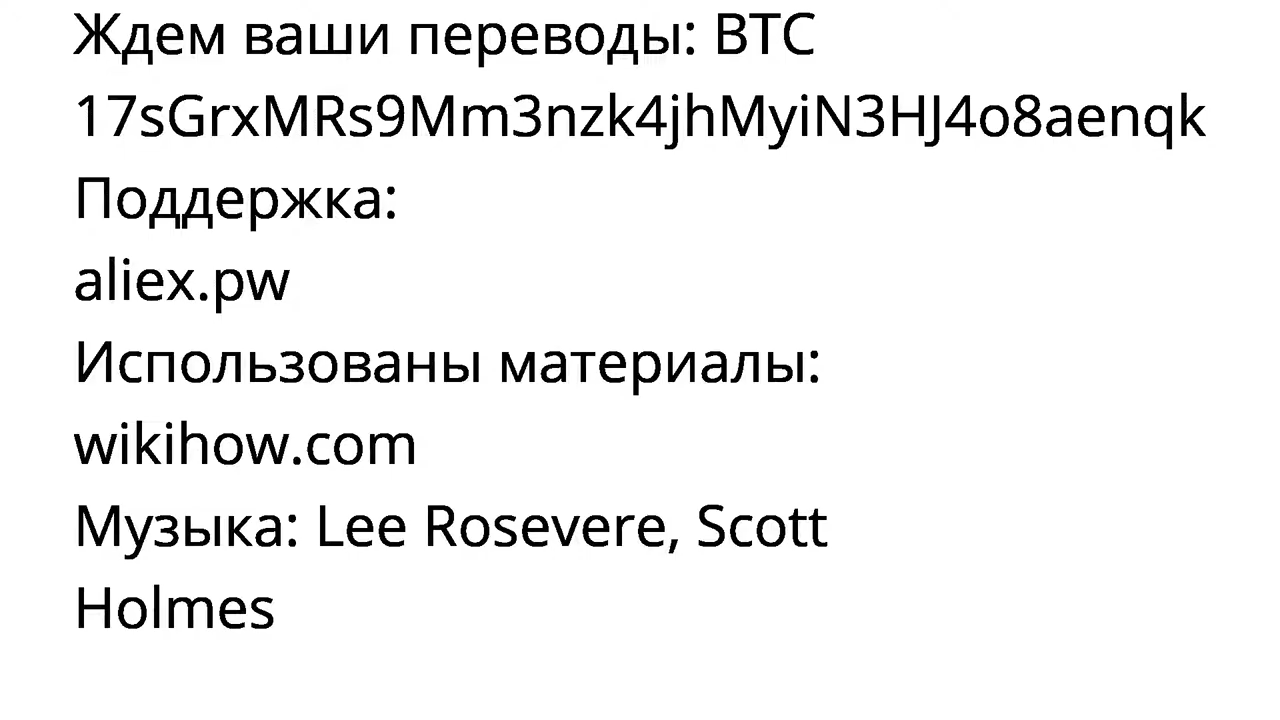 Ждем ваши переводы: BTC
17sGrxMRs9Mm3nzk4jhMyiN3HJ4o8aenqk
Поддержка:
aliex.pw
Использованы материалы:
wikihow.com
Музыка: Lee Rosevere, Scott
Holmes